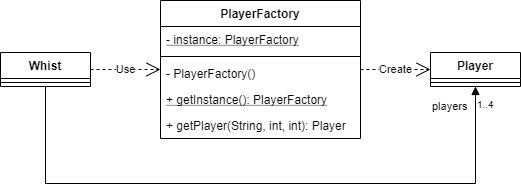 PlayerFactory
- instance: PlayerFactory
Whist
Use
- PlayerFactory()
Create
Player
+ getInstance(): PlayerFactory
players
1..4
+ getPlayer(String, int, int): Player